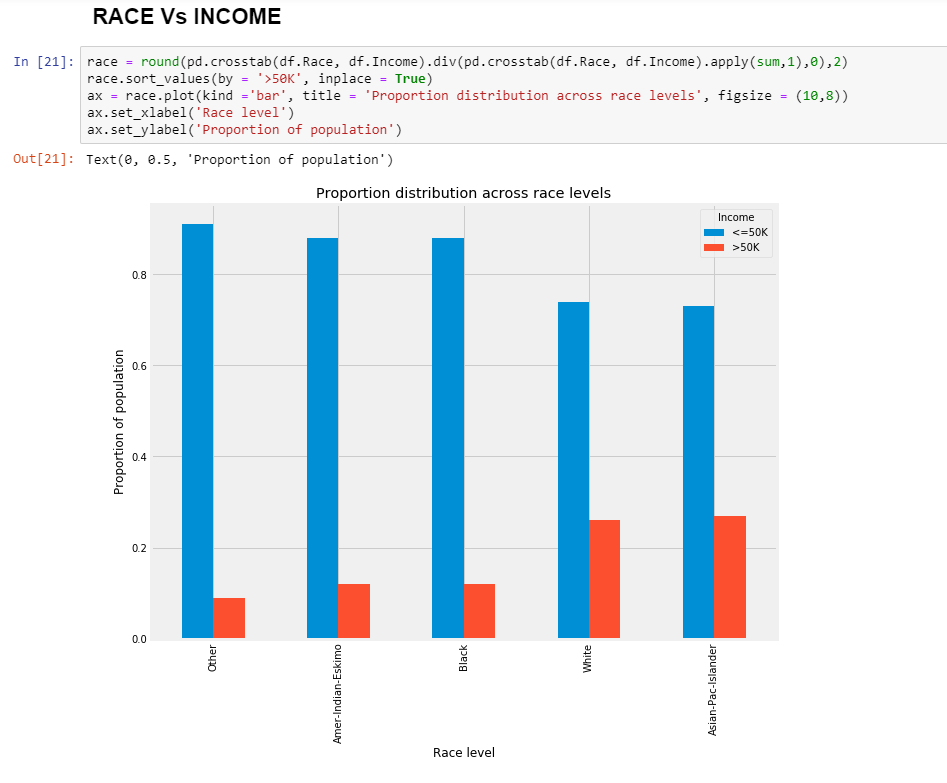 RACE Vs INCOME
In [21]: race = round(pd.crosstab(df.Race, df.Income).div(pd.crosstab(df.Race, df.Income).apply(sum,1),0),2)
race.sort_values(by = '>50K', inplace = True)
ax = race.plot(kind ='bar', title = 'Proportion distribution across race levels', figsize = (10,8))
ax.set_xlabel('Race level')
ax.set_ylabel('Proportion of population')
Out[21]: Text(0, 0.5, 'Proportion of population')
Proportion distribution across race levels
Income
<=50K
>50K
Proportion of population
0.8
0.6
0.4
0.2
0.0
Other
Amer-Indian-Eskimo
Black
White
Asian-Pac-Islander
Race level